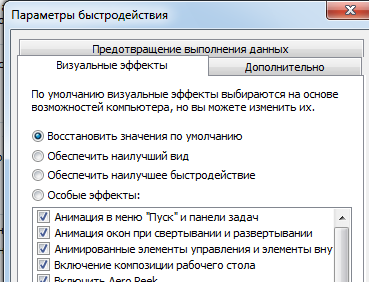 Параметры быстродействия
Предотвращение выполнения данных
Визуальные эффекты
Дополнительно
По умолчанию визуальные эффекты выбираются на основе
возможностей компьютера, но вы можете изменить их.
Восстановить значения по умолчанию
Обеспечить наилучший вид
Обеспечить наилучшее быстродействие
Особые эффекты:
Анимация в меню "Пуск" и панели задач
Анимация окон при свертывании и развертывании
Анимированные элементы управления и элементы вну
Включение композиции рабочего стола
Включить Aero Peek